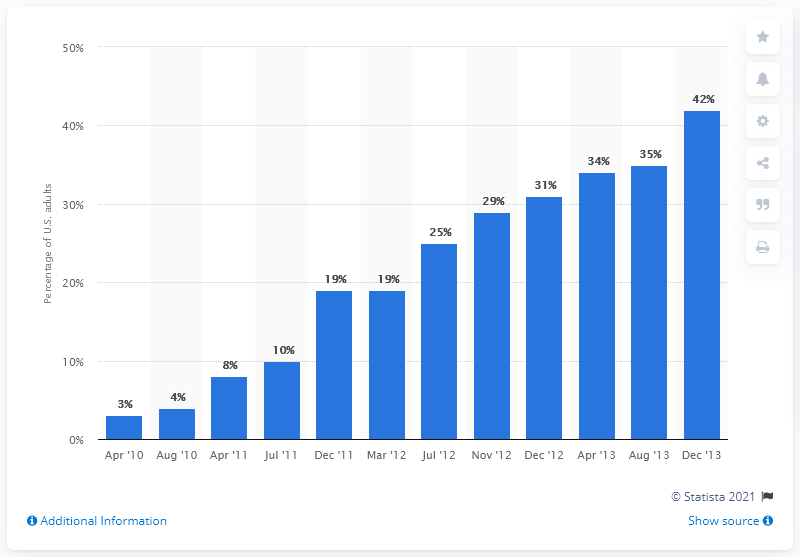 50%
40%
30%
20%
10%
0%
Percentage of U.S. adults
3%
4%
8%
10%
19%
19%
25%
29%
31%
34%
35%
42%
Apr '10
Aug '10
Apr '11
Jul '11
Dec '11
Mar '12
Jul '12
Nov '12
Dec '12
Apr '13
Aug '13
Dec '13
© Statista 2021
Additional Information
Show source